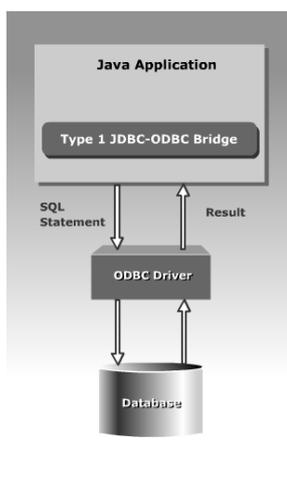 Java Application
Type 1 JDBC-ODBC Bridge
SQL
Statement
Result
ODBC Driver
Database